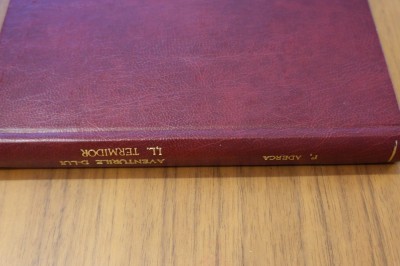 F. ADERCA
AVENTURILE D-LUI
I.L. TERMIDOR